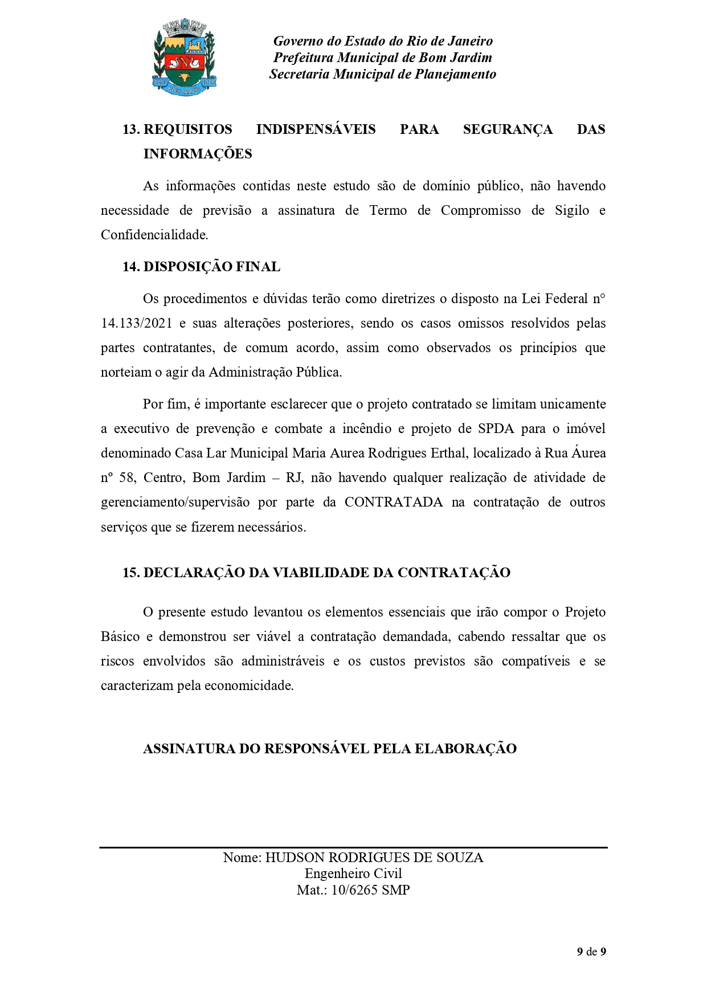 Governo do Estado do Rio de Janeiro
Prefeitura Municipal de Bom Jardim
Secretaria Municipal de Planejamento
N
1893 BOM JARDIM 1929
13. REQUISITOS INDISPENSÁVEIS PARA SEGURANÇA DAS
INFORMAÇÕES
As informações contidas neste estudo são de domínio público, não havendo
necessidade de previsão a assinatura de Termo de Compromisso de Sigilo e
Confidencialidade.
14. DISPOSIÇÃO FINAL
Os procedimentos e dúvidas terão como diretrizes o disposto na Lei Federal n°
14.133/2021 e suas alterações posteriores, sendo os casos omissos resolvidos pelas
partes contratantes, de comum acordo, assim como observados os princípios que
norteiam o agir da Administração Pública.
Por fim, é importante esclarecer que o projeto contratado se limitam unicamente
a executivo de prevenção e combate a incêndio e projeto de SPDA para o imóvel
denominado Casa Lar Municipal Maria Aurea Rodrigues Erthal, localizado à Rua Áurea
nº 58, Centro, Bom Jardim – RJ, não havendo qualquer realização de atividade de
gerenciamento/supervisão por parte da CONTRATADA na contratação de outros
serviços que se fizerem necessários.
15. DECLARAÇÃO DA VIABILIDADE DA CONTRATAÇÃO
O presente estudo levantou os elementos essenciais que irão compor o Projeto
Básico e demonstrou ser viável a contratação demandada, cabendo ressaltar que os
riscos envolvidos são administráveis e os custos previstos são compatíveis e se
caracterizam pela economicidade.
ASSINATURA DO RESPONSÁVEL PELA ELABORAÇÃO
Nome: HUDSON RODRIGUES DE SOUZA
Engenheiro Civil
Mat.: 10/6265 SMP
9 de 9